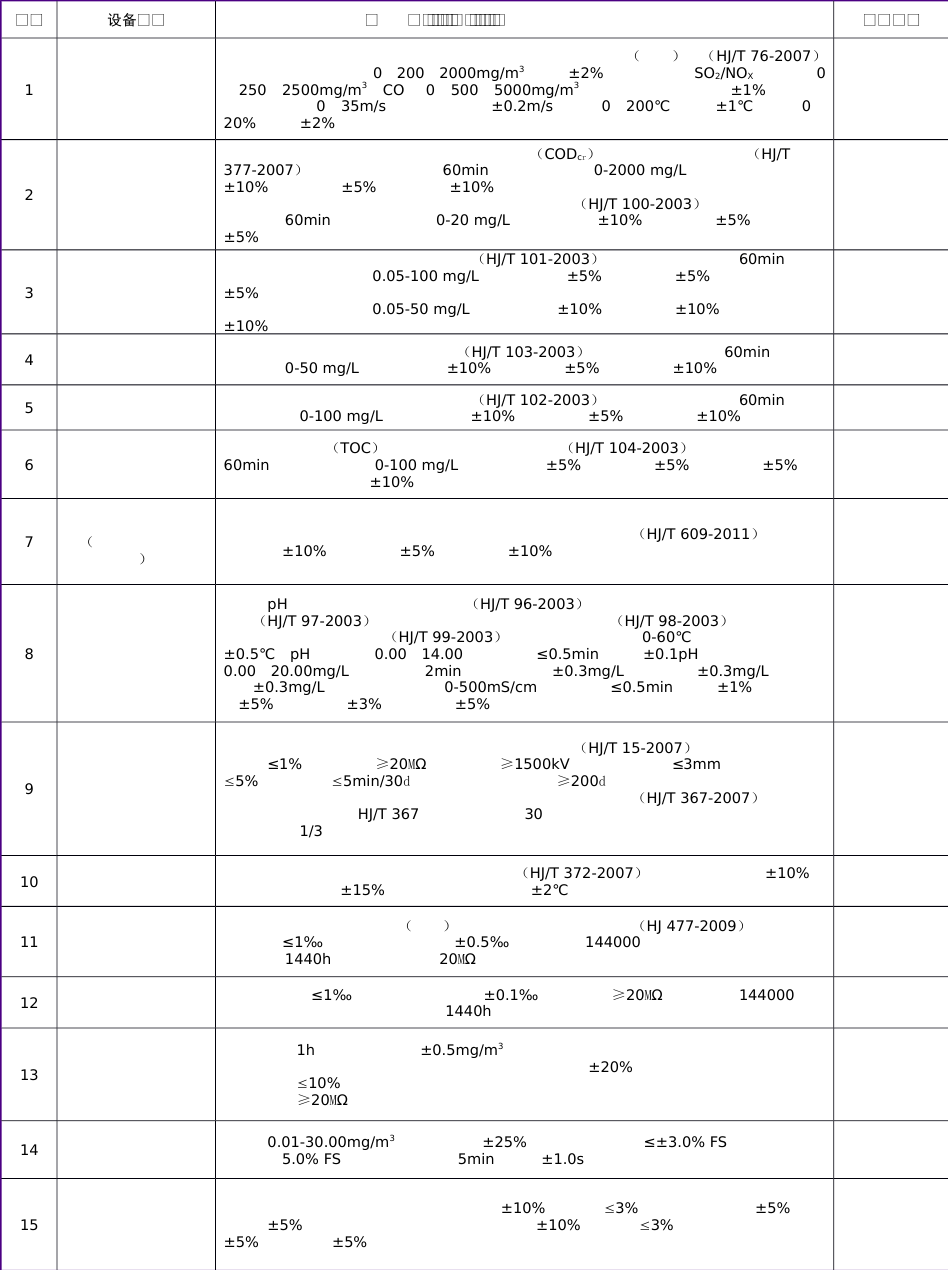 设备
1
（ ） （HJ/T 76-2007）
0 200 2000mg/m³ ±2% SO₂/NOₓ 0
250 2500mg/m³ CO 0 500 5000mg/m³ ±1%
0 35m/s ±0.2m/s 0 200℃ ±1℃ 0
20% ±2%
2
（CODcr） （HJ/T
377-2007） 60min 0-2000 mg/L
±10% ±5% ±10%
（HJ/T 100-2003）
60min 0-20 mg/L ±10% ±5%
±5%
3
（HJ/T 101-2003） 60min
0.05-100 mg/L ±5% ±5%
±5%
0.05-50 mg/L ±10% ±10%
±10%
4
（HJ/T 103-2003） 60min
0-50 mg/L ±10% ±5% ±10%
5
（HJ/T 102-2003） 60min
0-100 mg/L ±10% ±5% ±10%
6
（TOC） （HJ/T 104-2003）
60min 0-100 mg/L ±5% ±5% ±5%
±10%
7
（
）
（HJ/T 609-2011）
±10% ±5% ±10%
8
pH （HJ/T 96-2003）
（HJ/T 97-2003） （HJ/T 98-2003）
（HJ/T 99-2003） 0-60℃
±0.5℃ pH 0.00 14.00 ≤0.5min ±0.1pH
0.00 20.00mg/L 2min ±0.3mg/L ±0.3mg/L
±0.3mg/L 0-500mS/cm ≤0.5min ±1%
±5% ±3% ±5%
9
（HJ/T 15-2007）
≤1% ≥20MΩ ≥1500kV ≤3mm
≤5% ≤5min/30d ≥200d
（HJ/T 367-2007）
HJ/T 367 30
1/3
10
（HJ/T 372-2007） ±10%
±15% ±2℃
11
（ ） （HJ 477-2009）
≤1‰ ±0.5‰ 144000
1440h 20MΩ
12
≤1‰ ±0.1‰ ≥20MΩ 144000
1440h
13
1h ±0.5mg/m³
±20%
≤10%
≥20MΩ
14
0.01-30.00mg/m³ ±25% ≤±3.0% FS
5.0% FS 5min ±1.0s
15
±10% ≤3% ±5%
±5% ±10% ≤3%
±5% ±5%